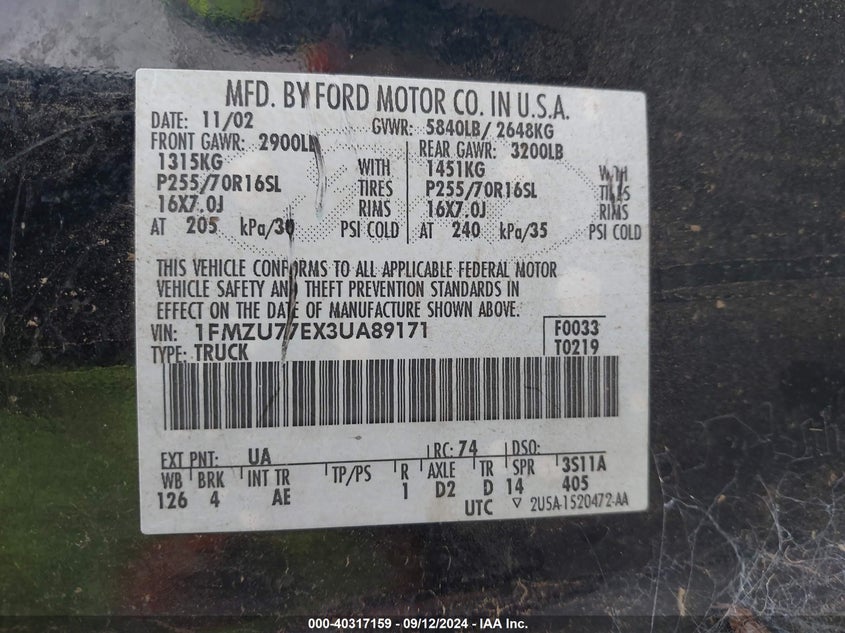 MFD. BY FORD MOTOR CO. IN U.S.A.
DATE: 11/02 GVWR: 5840LB/ 2648KG
FRONT GAWR: 2900LB REAR GAWR: 3200LB
1315KG WITH 1451KG WITH
P255/70R16SL TIRES P255/70R16SL TIRES
16X7.0J RIMS 16X7.0J RIMS
AT 205 kPa/30 PSI COLD AT 240 kPa/35 PSI COLD
THIS VEHICLE CONFORMS TO ALL APPLICABLE FEDERAL MOTOR
VEHICLE SAFETY AND THEFT PREVENTION STANDARDS IN
EFFECT ON THE DATE OF MANUFACTURE SHOWN ABOVE.
VIN: 1FMZU77EX3UA89171 F0033
TYPE: TRUCK T0219
EXT PNT: UA RC: 74 DSO:
WB BRK INT TR TP/PS R AXLE TR SPR 3S11A
126 4 AE 1 D2 D 14 405
UTC ▽ 2U5A-1520472-AA
000-40317159 - 09/12/2024 - IAA Inc.